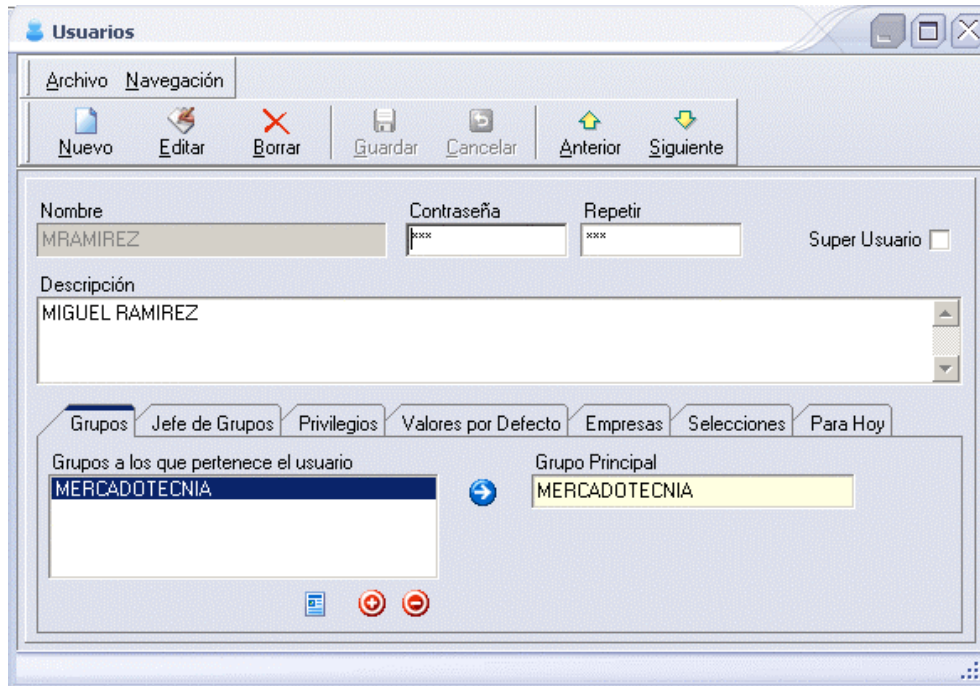 Usuarios
Archivo Navegación
Nuevo Editar Borrar Guardar Cancelar Anterior Siguiente
Nombre Contraseña Repetir
MRAMIREZ *** *** Super Usuario
Descripción
MIGUEL RAMIREZ
Grupos Jefe de Grupos Privilegios Valores por Defecto Empresas Selecciones Para Hoy
Grupos a los que pertenece el usuario Grupo Principal
MERCADOTECNIA MERCADOTECNIA